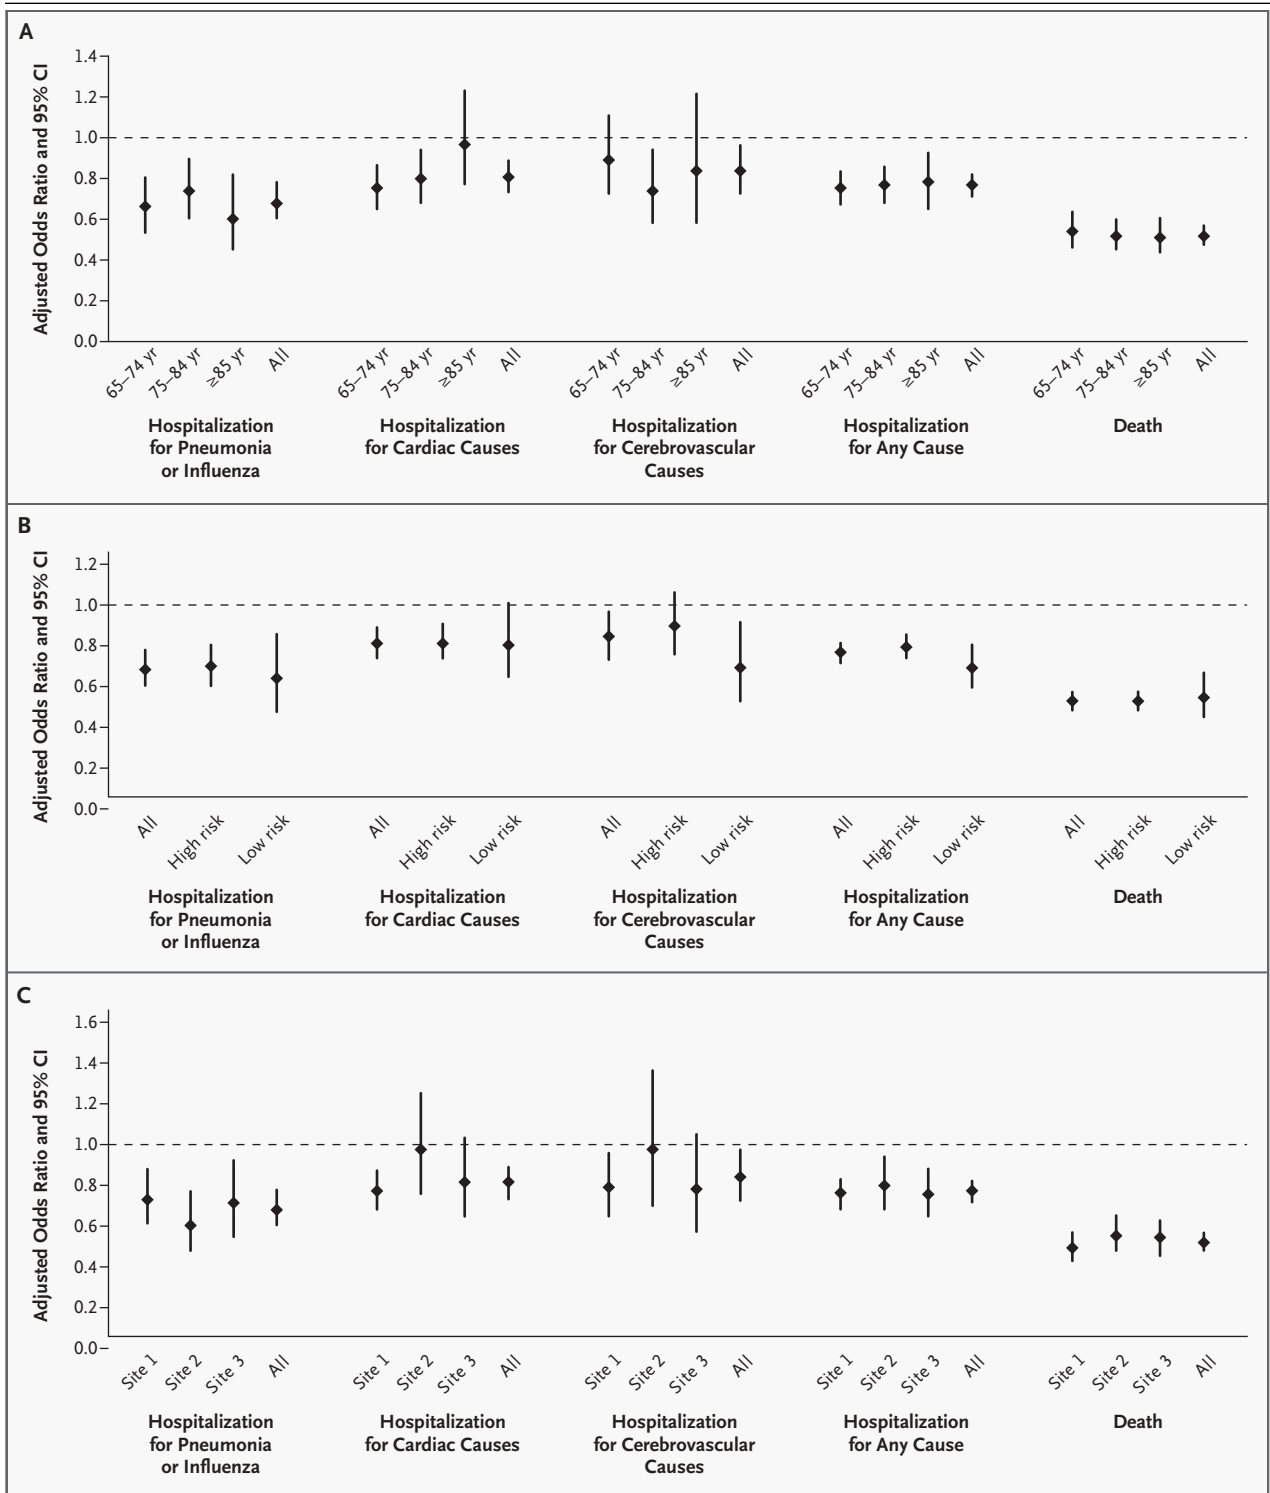 A
Adjusted Odds Ratio and 95% CI
1.4
1.2
1.0
0.8
0.6
0.4
0.2
0.0
65–74 yr
75–84 yr
≥85 yr
All
65–74 yr
75–84 yr
≥85 yr
All
65–74 yr
75–84 yr
≥85 yr
All
65–74 yr
75–84 yr
≥85 yr
All
65–74 yr
75–84 yr
≥85 yr
All
Hospitalization
for Pneumonia
or Influenza
Hospitalization
for Cardiac Causes
Hospitalization
for Cerebrovascular
Causes
Hospitalization
for Any Cause
Death
B
Adjusted Odds Ratio and 95% CI
1.2
1.0
0.8
0.6
0.4
0.2
0.0
All
High risk
Low risk
All
High risk
Low risk
All
High risk
Low risk
All
High risk
Low risk
All
High risk
Low risk
Hospitalization
for Pneumonia
or Influenza
Hospitalization
for Cardiac Causes
Hospitalization
for Cerebrovascular
Causes
Hospitalization
for Any Cause
Death
C
Adjusted Odds Ratio and 95% CI
1.6
1.4
1.2
1.0
0.8
0.6
0.4
0.2
0.0
Site 1
Site 2
Site 3
All
Site 1
Site 2
Site 3
All
Site 1
Site 2
Site 3
All
Site 1
Site 2
Site 3
All
Site 1
Site 2
Site 3
All
Hospitalization
for Pneumonia
or Influenza
Hospitalization
for Cardiac Causes
Hospitalization
for Cerebrovascular
Causes
Hospitalization
for Any Cause
Death